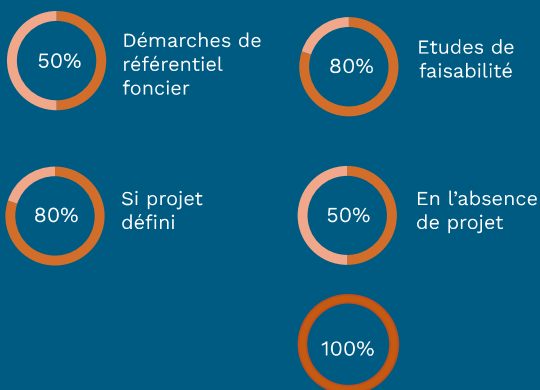 50%
Démarches de
référentiel
foncier
80%
Etudes de
faisabilité
80%
Si projet
défini
50%
En l’absence
de projet
100%